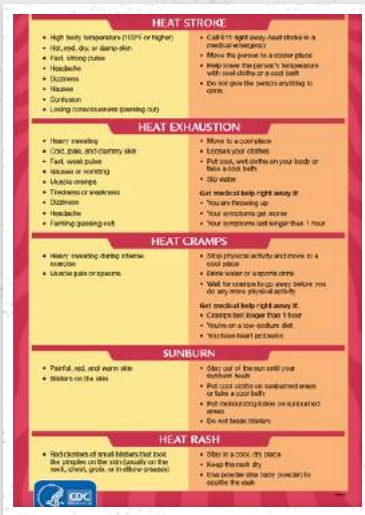 HEAT STROKE
• High body temperature (103°F or higher)
• Hot, red, dry, or damp skin
• Fast, strong pulse
• Headache
• Dizziness
• Nausea
• Confusion
• Losing consciousness (passing out)
• Call 911 right away-heat stroke is a
medical emergency
• Move the person to a cooler place
• Help lower the person's temperature
with cool cloths or a cool bath
• Do not give the person anything to
drink
HEAT EXHAUSTION
• Heavy sweating
• Cold, pale, and clammy skin
• Fast, weak pulse
• Nausea or vomiting
• Muscle cramps
• Tiredness or weakness
• Dizziness
• Headache
• Fainting (passing out)
• Move to a cool place
• Loosen your clothes
• Put cool, wet cloths on your body or
take a cool bath
• Sip water
Get medical help right away if:
• You are throwing up
• Your symptoms get worse
• Your symptoms last longer than 1 hour
HEAT CRAMPS
• Heavy sweating during intense
exercise
• Muscle pain or spasms
• Stop physical activity and move to a
cool place
• Drink water or a sports drink
• Wait for cramps to go away before you
do any more physical activity
Get medical help right away if:
• Cramps last longer than 1 hour
• You're on a low-sodium diet
• You have heart problems
SUNBURN
• Painful, red, and warm skin
• Blisters on the skin
• Stay out of the sun until your
sunburn heals
• Put cool cloths on sunburned areas
or take a cool bath
• Put moisturizing lotion on sunburned
areas
• Do not break blisters
HEAT RASH
• Red clusters of small blisters that look
like pimples on the skin (usually on the
neck, chest, groin, or in elbow creases)
• Stay in a cool, dry place
• Keep the rash dry
• Use powder (like baby powder) to
soothe the rash
CDC